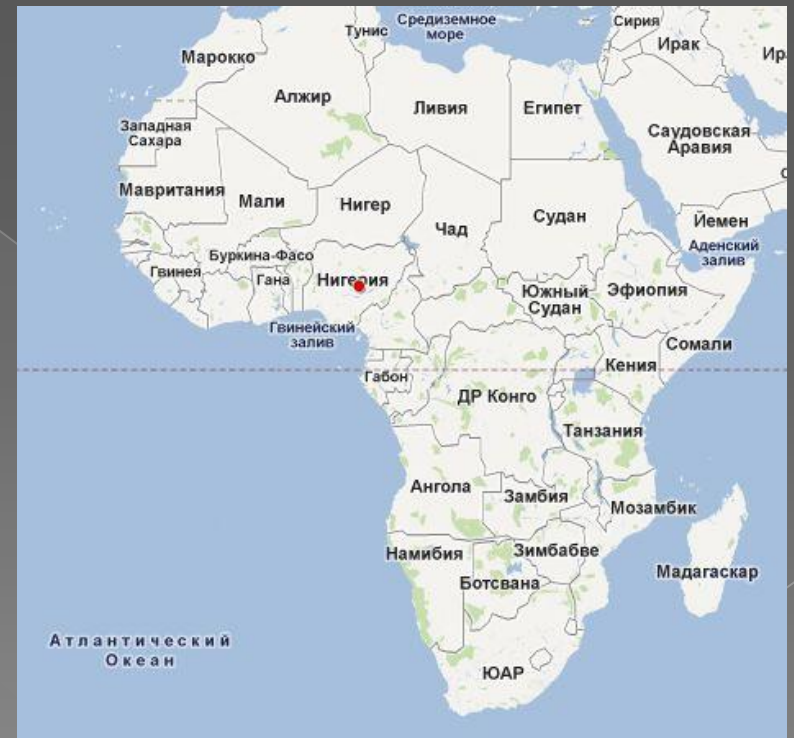 Средиземное
море
Сирия
Тунис
Ирак
Марокко
Ир
Алжир
Ливия
Египет
Западная
Сахара
Саудовская
Аравия
Мавритания
Мали
Нигер
Чад
Судан
Йемен
Аденский
залив
Буркина-Фасо
Гвинея
Гана
Нигерия
Южный
Судан
Эфиопия
Гвинейский
залив
Сомали
Кения
Габон
ДР Конго
Танзания
Ангола
Замбия
Мозамбик
Намибия
Зимбабве
Ботсвана
Мадагаскар
Атлантический
Океан
ЮАР